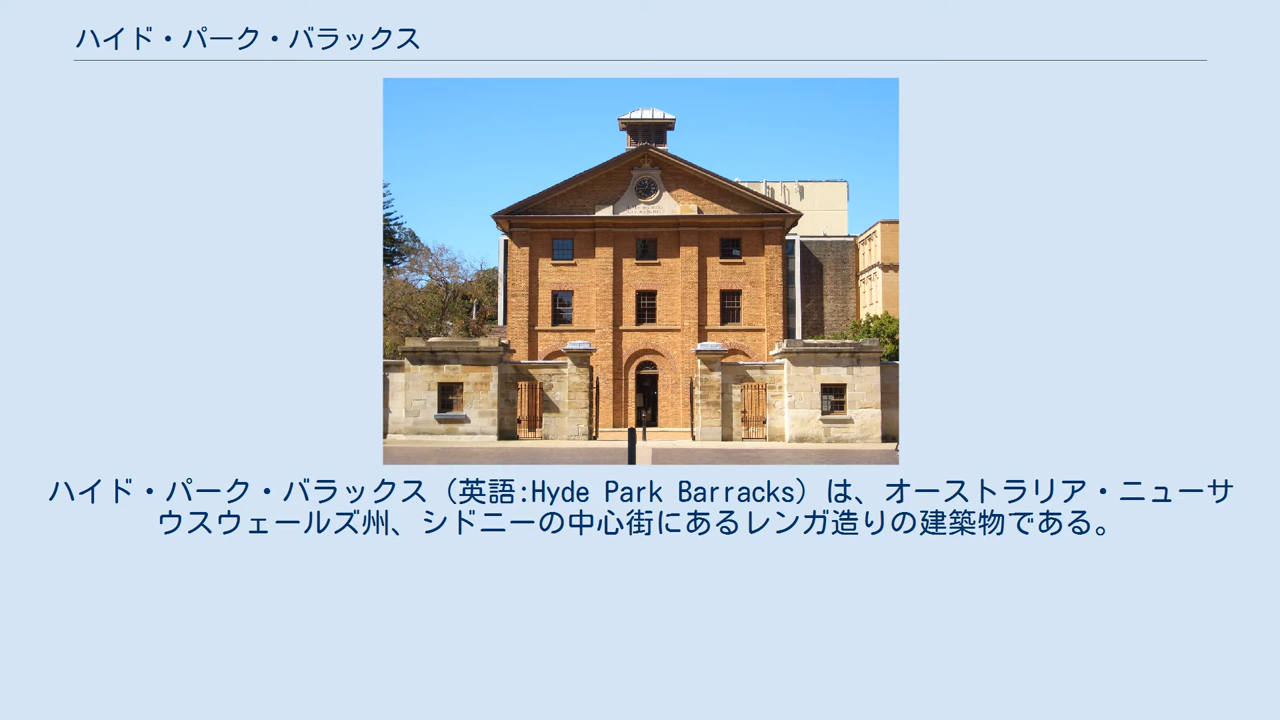 ハイド・パーク・バラックス
ハイド・パーク・バラックス（英語:Hyde Park Barracks）は、オーストラリア・ニューサ
ウスウェールズ州、シドニーの中心街にあるレンガ造りの建築物である。